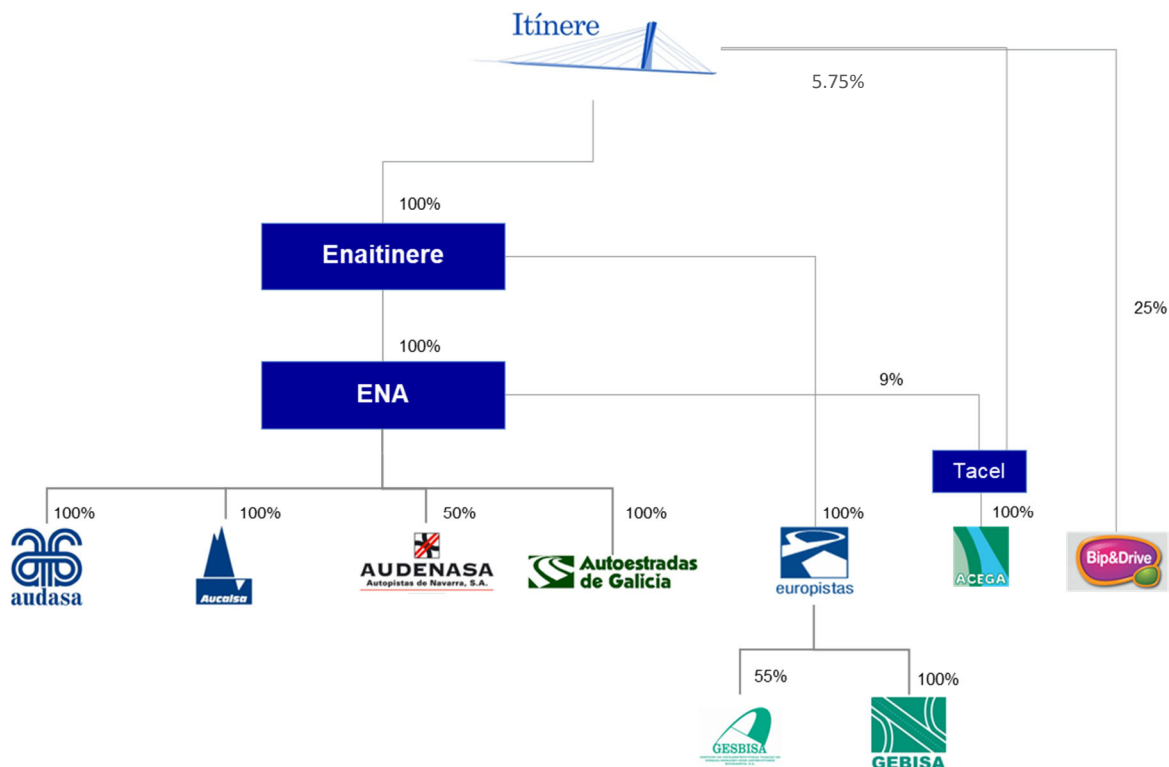 Itínere
5.75%
100%
Enaitinere
25%
100%
ENA
9%
Tacel
100%
100%
50%
100%
100%
100%
audasa
Aucalsa
AUDENASA
Autopistas de Navarra, S.A.
Autoestradas
de Galicia
europistas
ACEGA
Bip&Drive
55%
100%
GESBISA
GEBISA